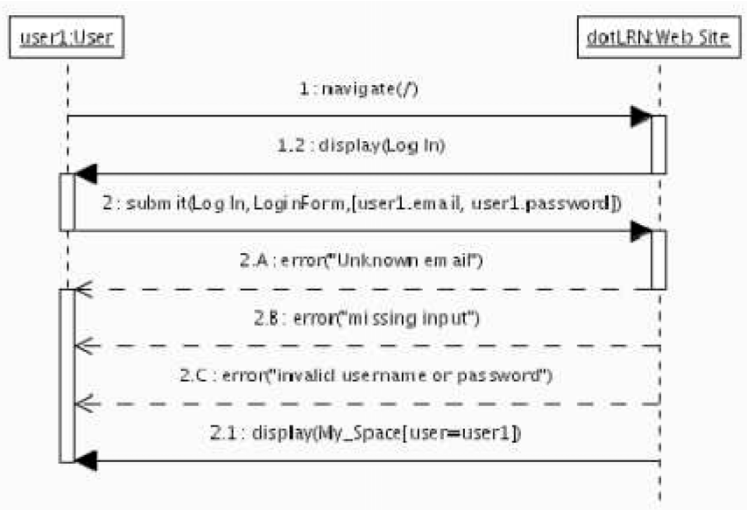 user1:User
dotLRN:Web Site
1 : navigate(/)
1.2 : display(Log In)
2 : submit(Log In, LoginForm,[user1.email, user1.password])
2.A : error("Unknown email")
2.B : error("missing input")
2.C : error("invalid username or password")
2.1 : display(My_Space[user=user1])